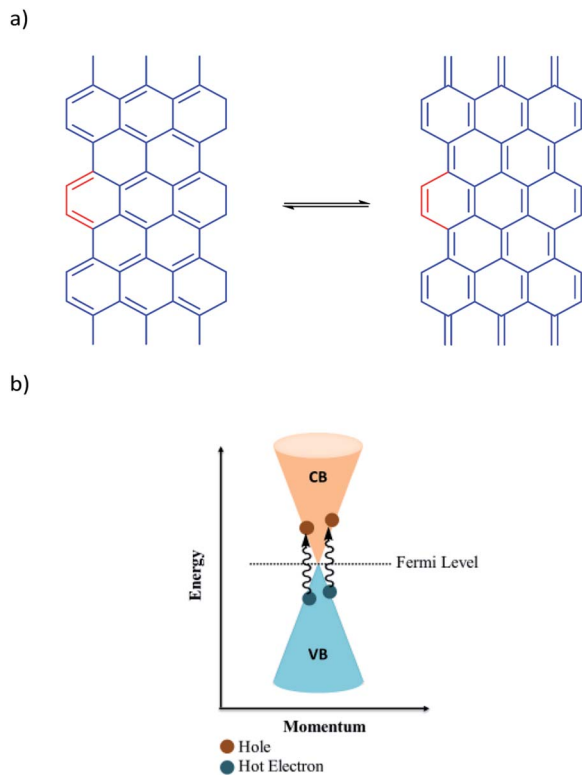 a)
b)
CB
Fermi Level
Energy
VB
Momentum
Hole
Hot Electron